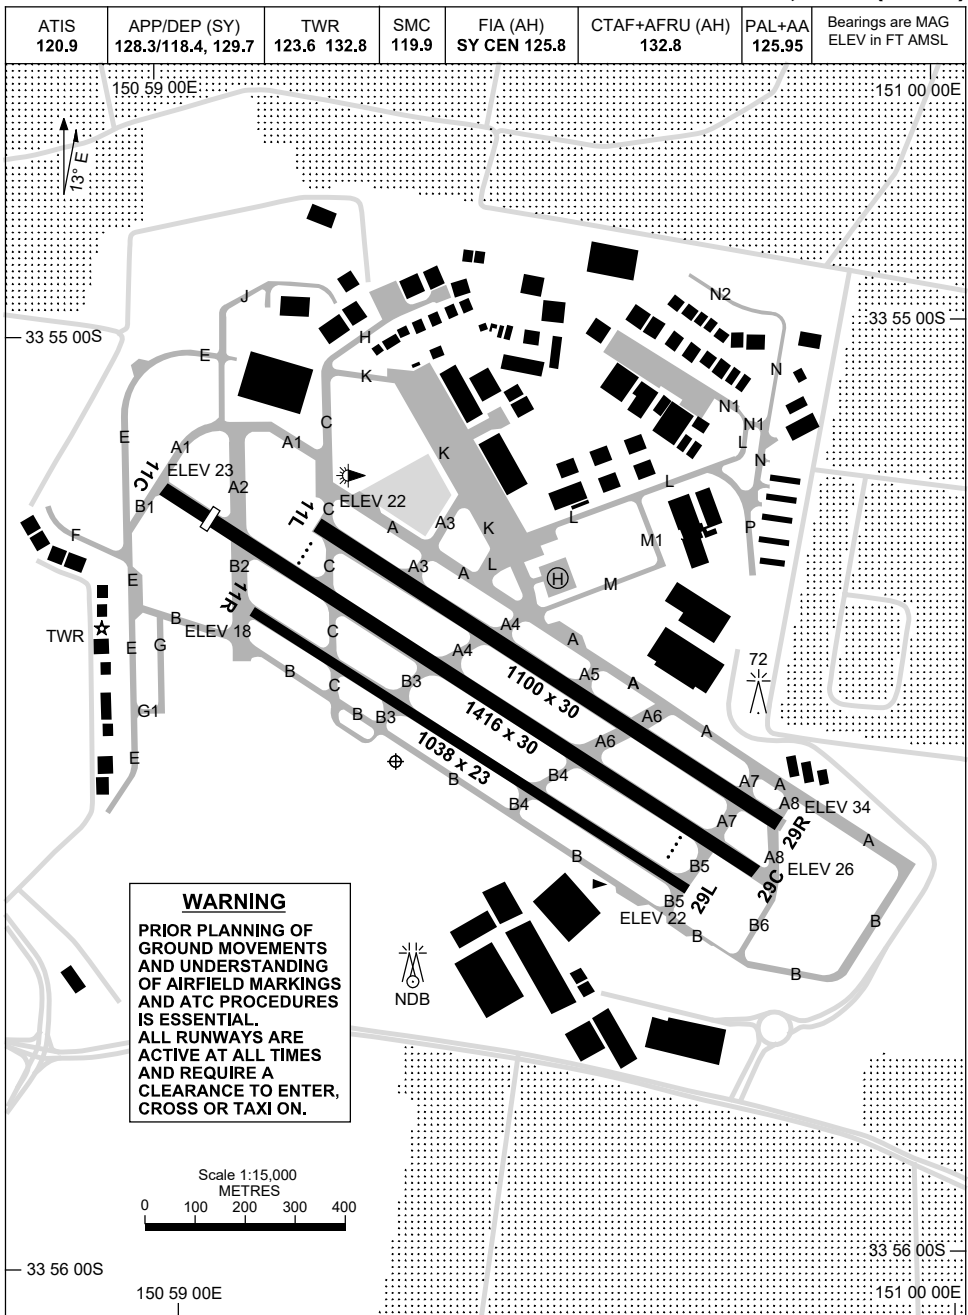 ATIS
120.9
APP/DEP (SY)
128.3/118.4, 129.7
TWR
123.6 132.8
SMC
119.9
FIA (AH)
SY CEN 125.8
CTAF+AFRU (AH)
132.8
PAL+AA
125.95
Bearings are MAG
ELEV in FT AMSL
150 59 00E
151 00 00E
13° E
N2
J
33 55 00S
33 55 00S
H
E
K
N
N1
C
N1
E
A1
A1
L
K
N
11C
ELEV 23
L
A2
ELEV 22
B1
11L
C
A
A3
K
L
P
F
M1
B2
C
A3
A
L
H
M
E
11R
B
ELEV 18
TWR
C
A4
A
E
G
A4
72
B
C
B3
1100 x 30
A5
A
G1
B
B3
1416 x 30
A6
A
A6
E
1038 x 23
B
B4
A7
A
B4
A8
ELEV 34
A7
29R
A
B
A8
ELEV 26
B5
29C
B5
29L
ELEV 22
B6
B
B
B
NDB
WARNING
PRIOR PLANNING OF
GROUND MOVEMENTS
AND UNDERSTANDING
OF AIRFIELD MARKINGS
AND ATC PROCEDURES
IS ESSENTIAL.
ALL RUNWAYS ARE
ACTIVE AT ALL TIMES
AND REQUIRE A
CLEARANCE TO ENTER,
CROSS OR TAXI ON.
Scale 1:15,000
METRES
0 100 200 300 400
33 56 00S
33 56 00S
150 59 00E
151 00 00E